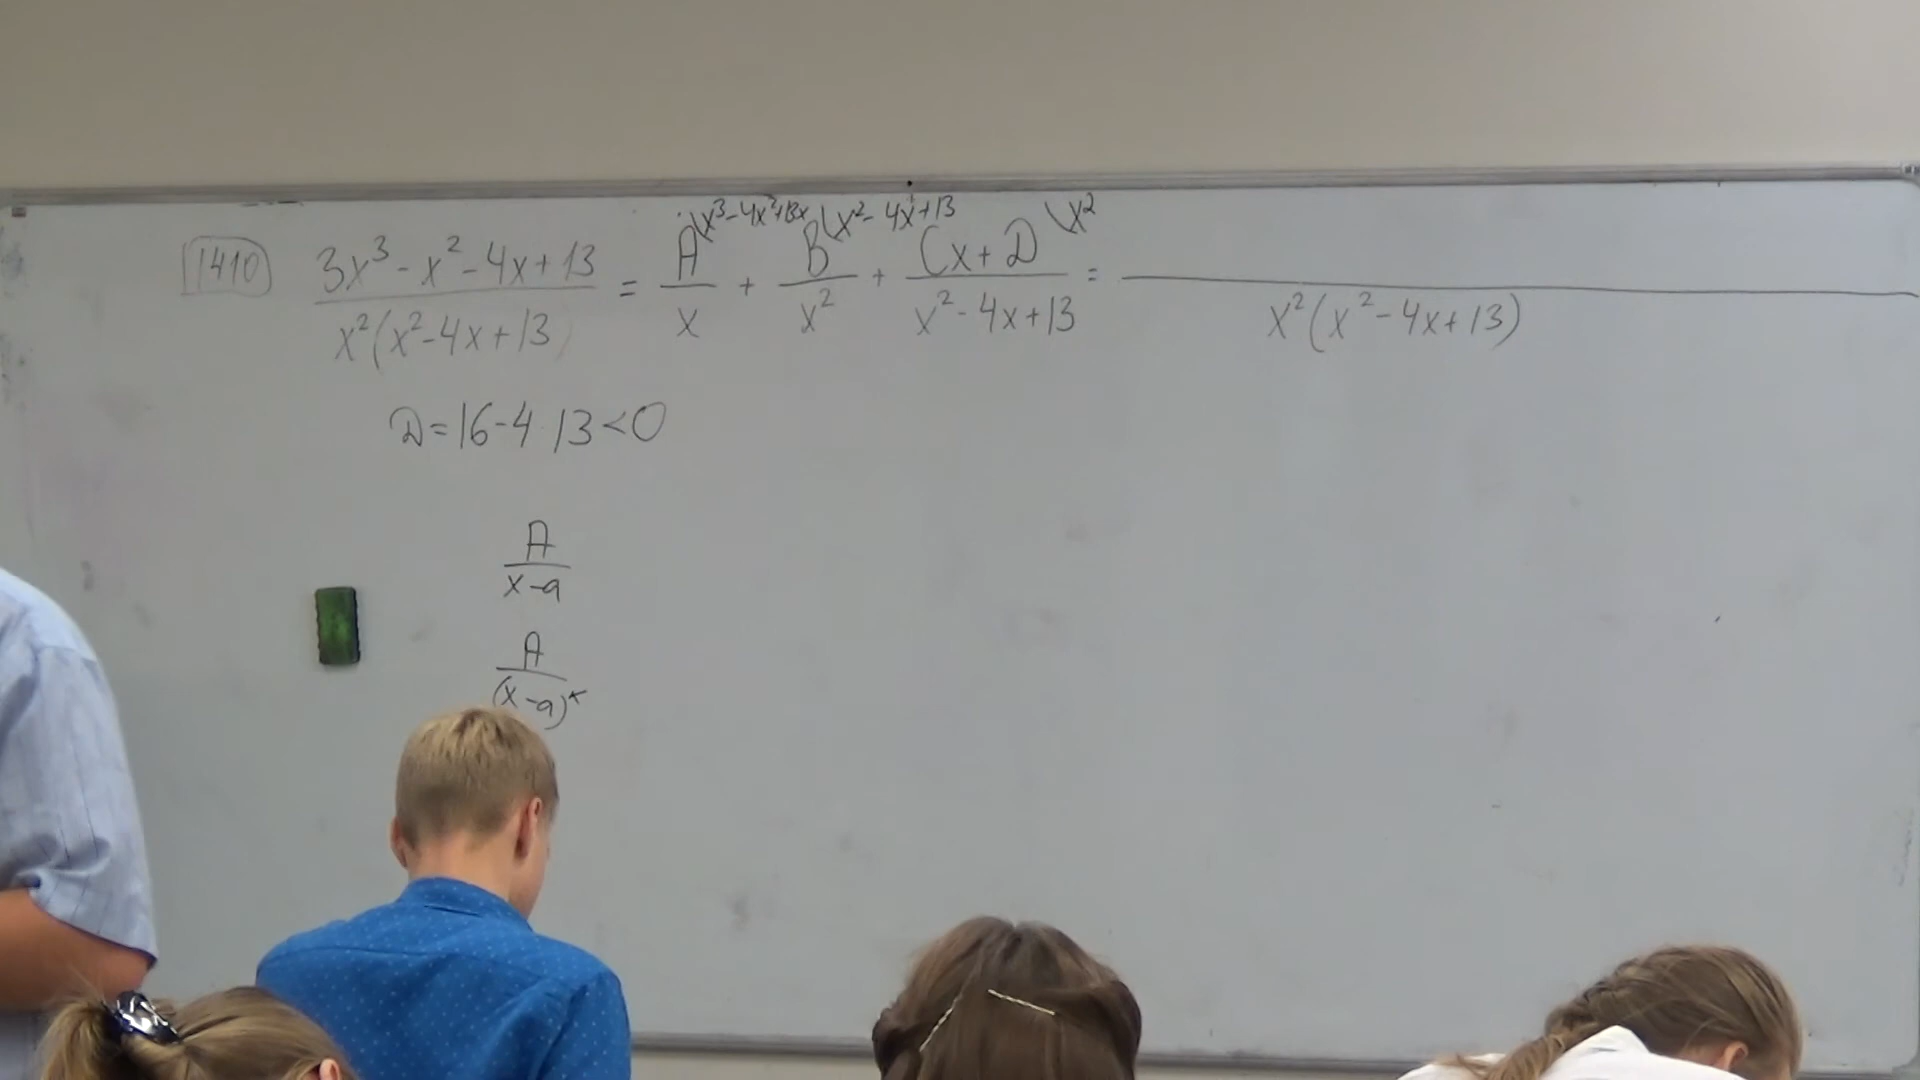 1410 (3x³ - x² - 4x + 13)/(x²(x² - 4x + 13)) = A\x³-4x²+13x/x + B\x²-4x+13/x² + Cx + D\x²/(x² - 4x + 13) = /(x²(x² - 4x + 13))
D = 16 - 4·13 < 0
A/(x-a)
A/(x-a)ᵏ